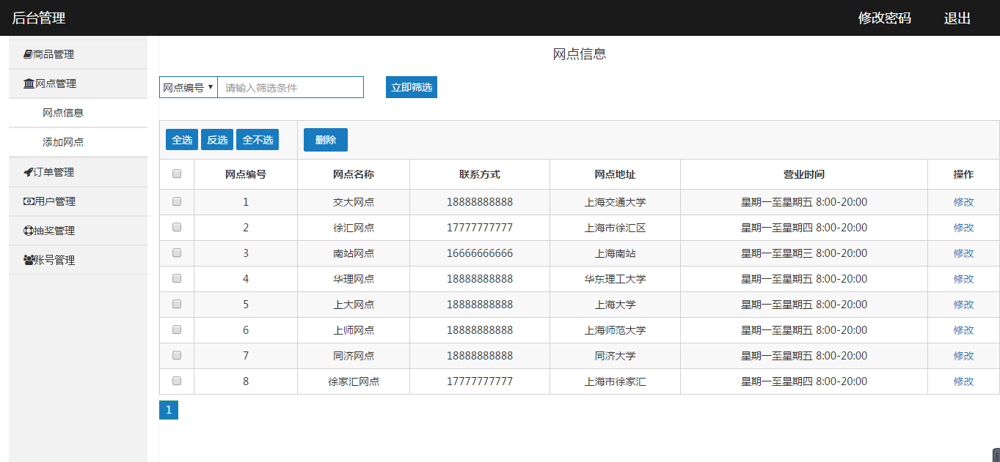 后台管理 修改密码 退出
商品管理
网点管理
网点信息
添加网点
订单管理
用户管理
抽奖管理
账号管理
网点信息
网点编号 ▼ 请输入筛选条件 立即筛选
全选 反选 全不选 删除
网点编号 网点名称 联系方式 网点地址 营业时间 操作
1 交大网点 18888888888 上海交通大学 星期一至星期五 8:00-20:00 修改
2 徐汇网点 17777777777 上海市徐汇区 星期一至星期四 8:00-20:00 修改
3 南站网点 16666666666 上海南站 星期一至星期三 8:00-20:00 修改
4 华理网点 18888888888 华东理工大学 星期一至星期五 8:00-20:00 修改
5 上大网点 18888888888 上海大学 星期一至星期五 8:00-20:00 修改
6 上师网点 18888888888 上海师范大学 星期一至星期五 8:00-20:00 修改
7 同济网点 18888888888 同济大学 星期一至星期五 8:00-20:00 修改
8 徐家汇网点 17777777777 上海市徐家汇 星期一至星期四 8:00-20:00 修改
1